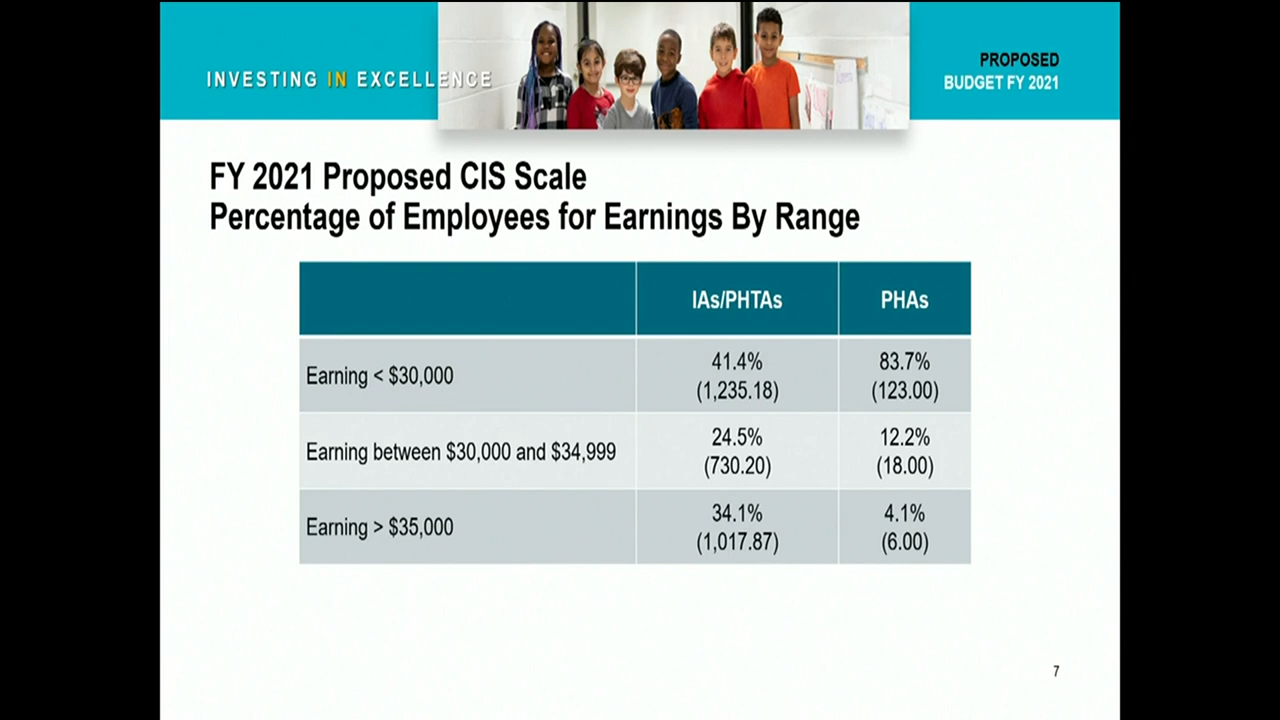 INVESTING IN EXCELLENCE
PROPOSED
BUDGET FY 2021
FY 2021 Proposed CIS Scale
Percentage of Employees for Earnings By Range
IAs/PHTAs PHAs
Earning < $30,000 41.4% (1,235.18) 83.7% (123.00)
Earning between $30,000 and $34,999 24.5% (730.20) 12.2% (18.00)
Earning > $35,000 34.1% (1,017.87) 4.1% (6.00)
7